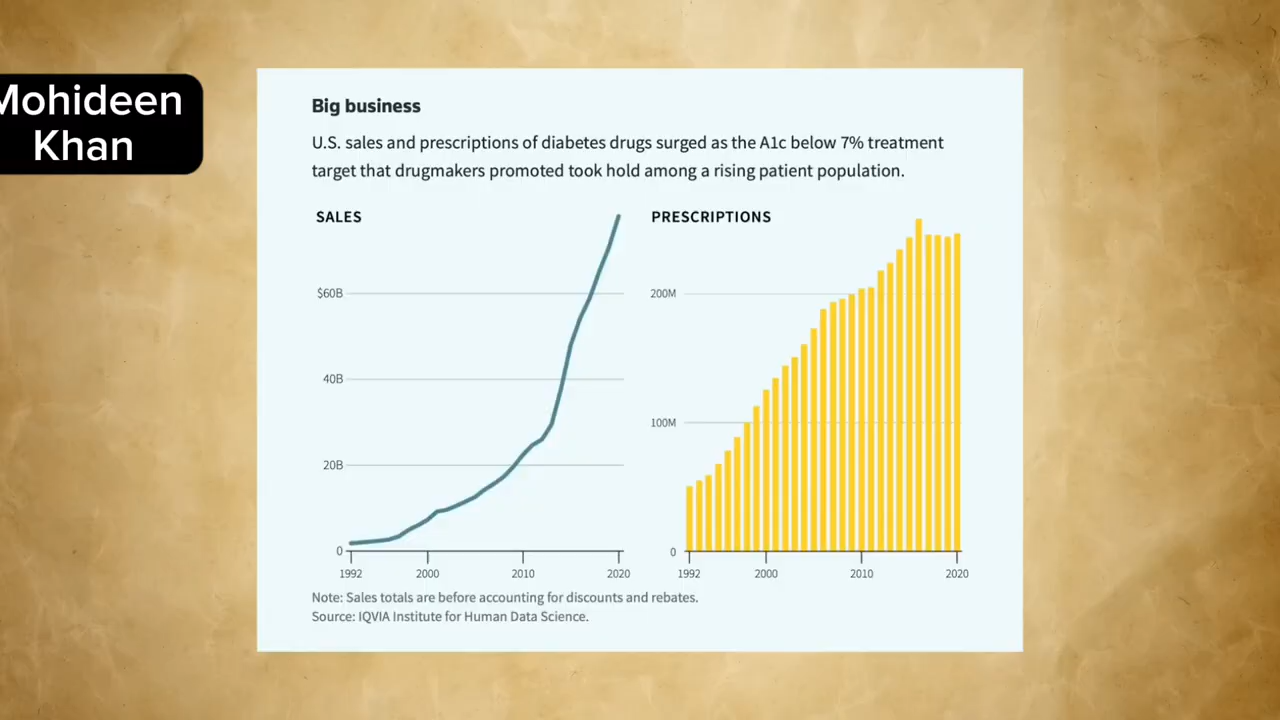 Mohideen
Khan
Big business
U.S. sales and prescriptions of diabetes drugs surged as the A1c below 7% treatment
target that drugmakers promoted took hold among a rising patient population.
SALES
$60B
40B
20B
0
1992 2000 2010 2020
PRESCRIPTIONS
200M
100M
0
1992 2000 2010 2020
Note: Sales totals are before accounting for discounts and rebates.
Source: IQVIA Institute for Human Data Science.